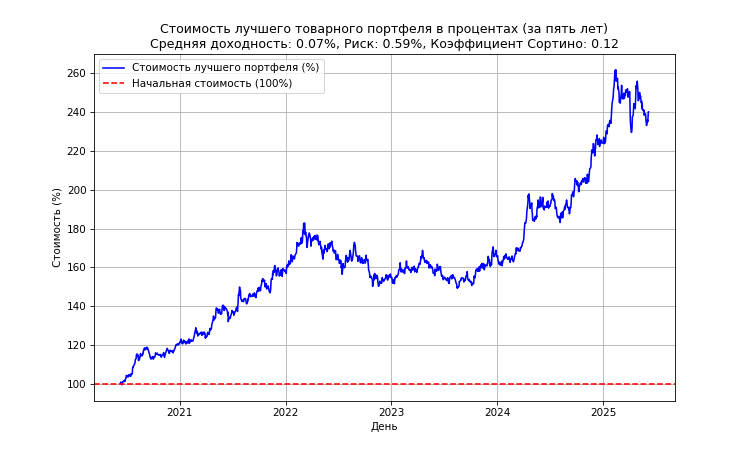 Стоимость лучшего товарного портфеля в процентах (за пять лет)
Средняя доходность: 0.07%, Риск: 0.59%, Коэффициент Сортино: 0.12
Стоимость лучшего портфеля (%)
Начальная стоимость (100%)
Стоимость (%)
260
240
220
200
180
160
140
120
100
2021
2022
2023
2024
2025
День